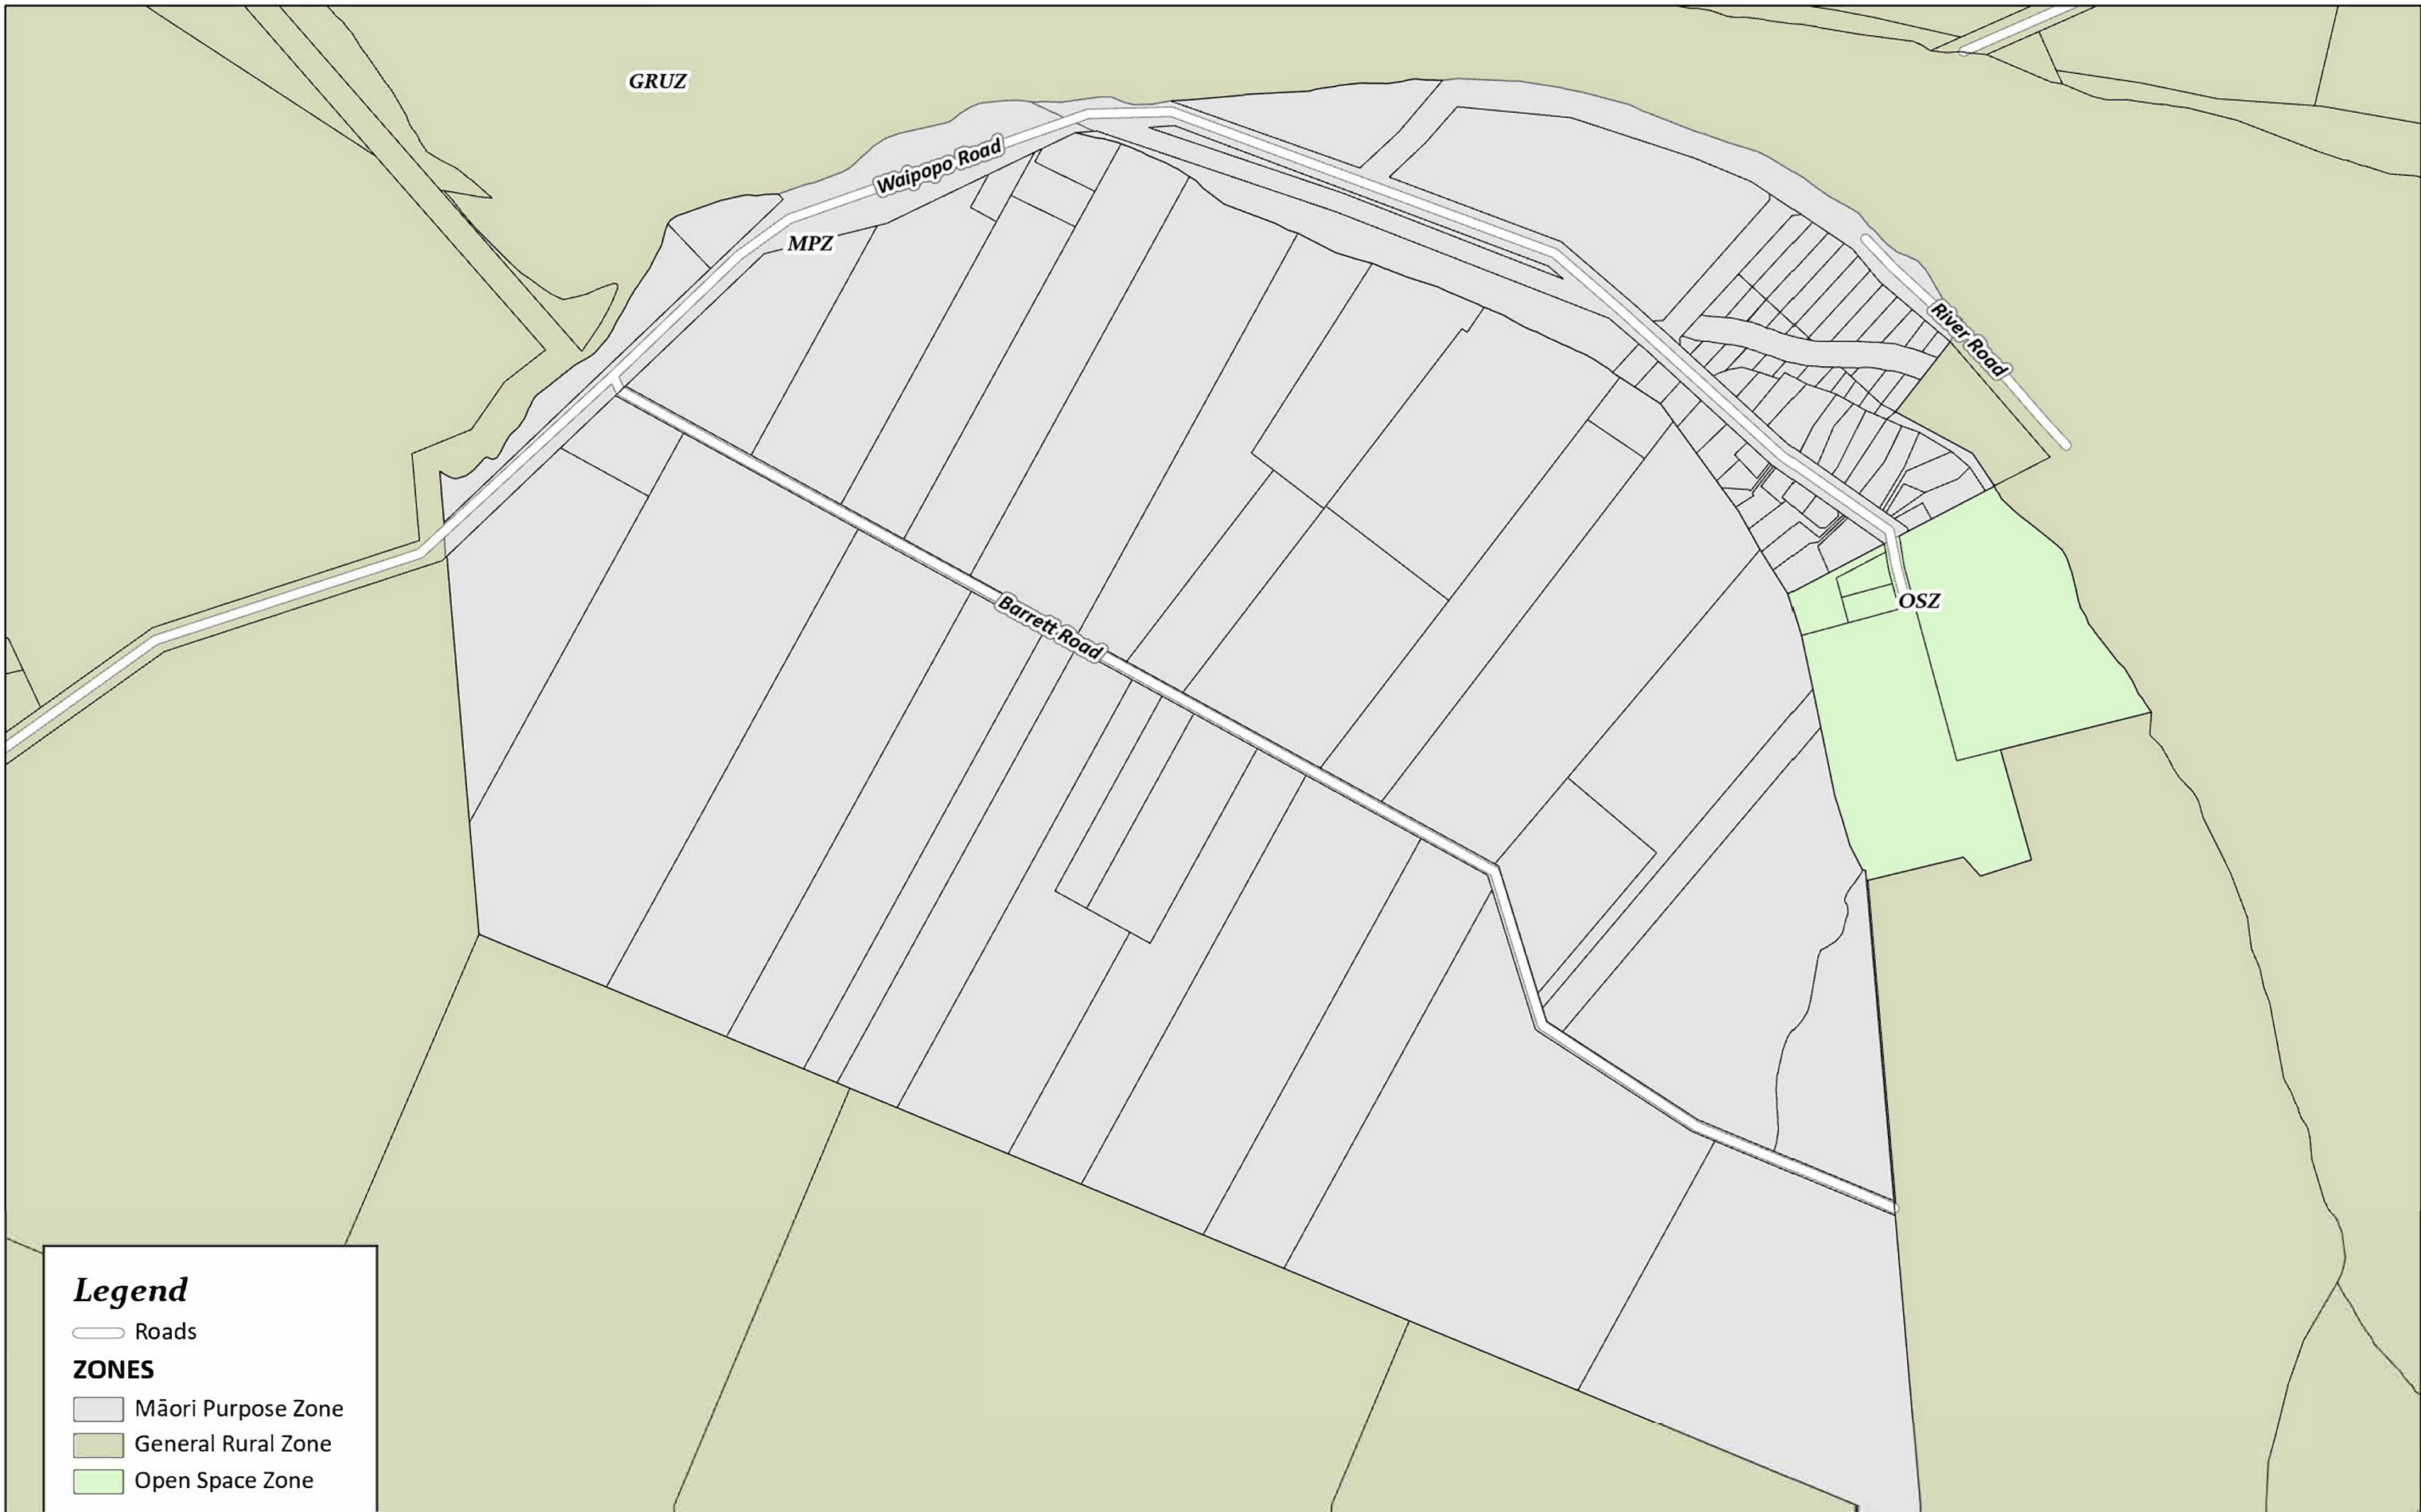 GRUZ
Waipopo Road
MPZ
River Road
Barrett Road
OSZ
Legend
Roads
ZONES
Māori Purpose Zone
General Rural Zone
Open Space Zone